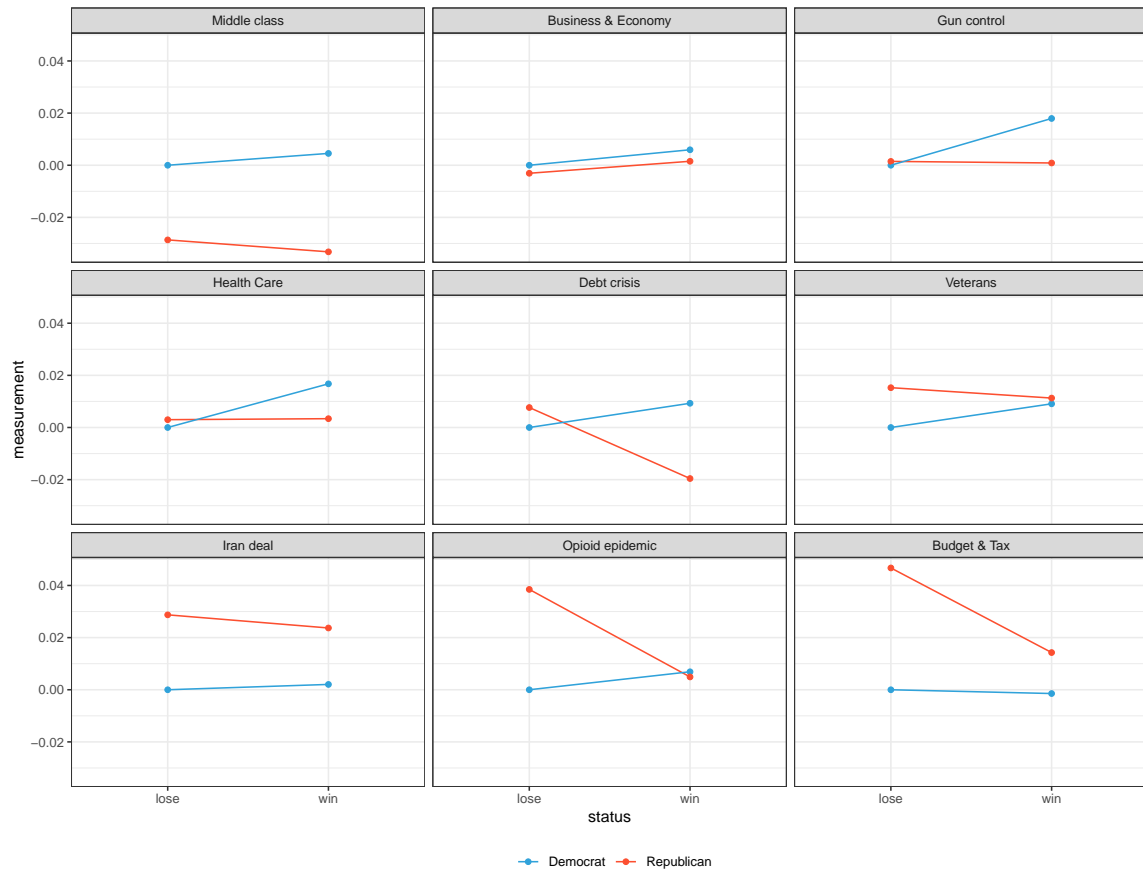 Middle class Business & Economy Gun control
0.04
0.02
0.00
−0.02
Health Care Debt crisis Veterans
0.04
0.02
0.00
−0.02
measurement
Iran deal Opioid epidemic Budget & Tax
0.04
0.02
0.00
−0.02
lose win lose win lose win
status
Democrat Republican